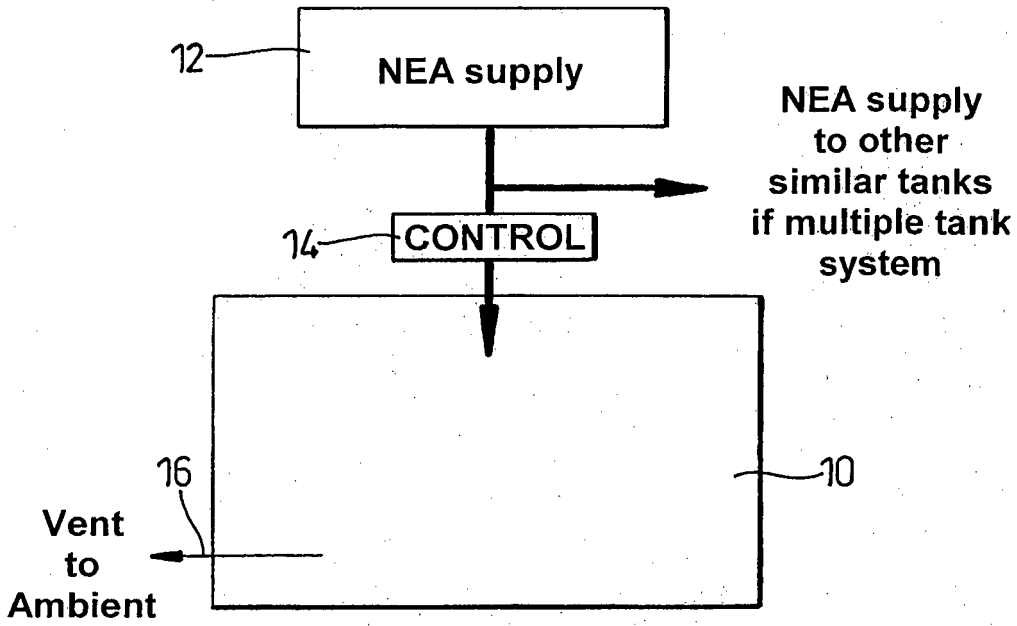 12
NEA supply
NEA supply
to other
similar tanks
if multiple tank
system
14
CONTROL
16
10
Vent
to
Ambient